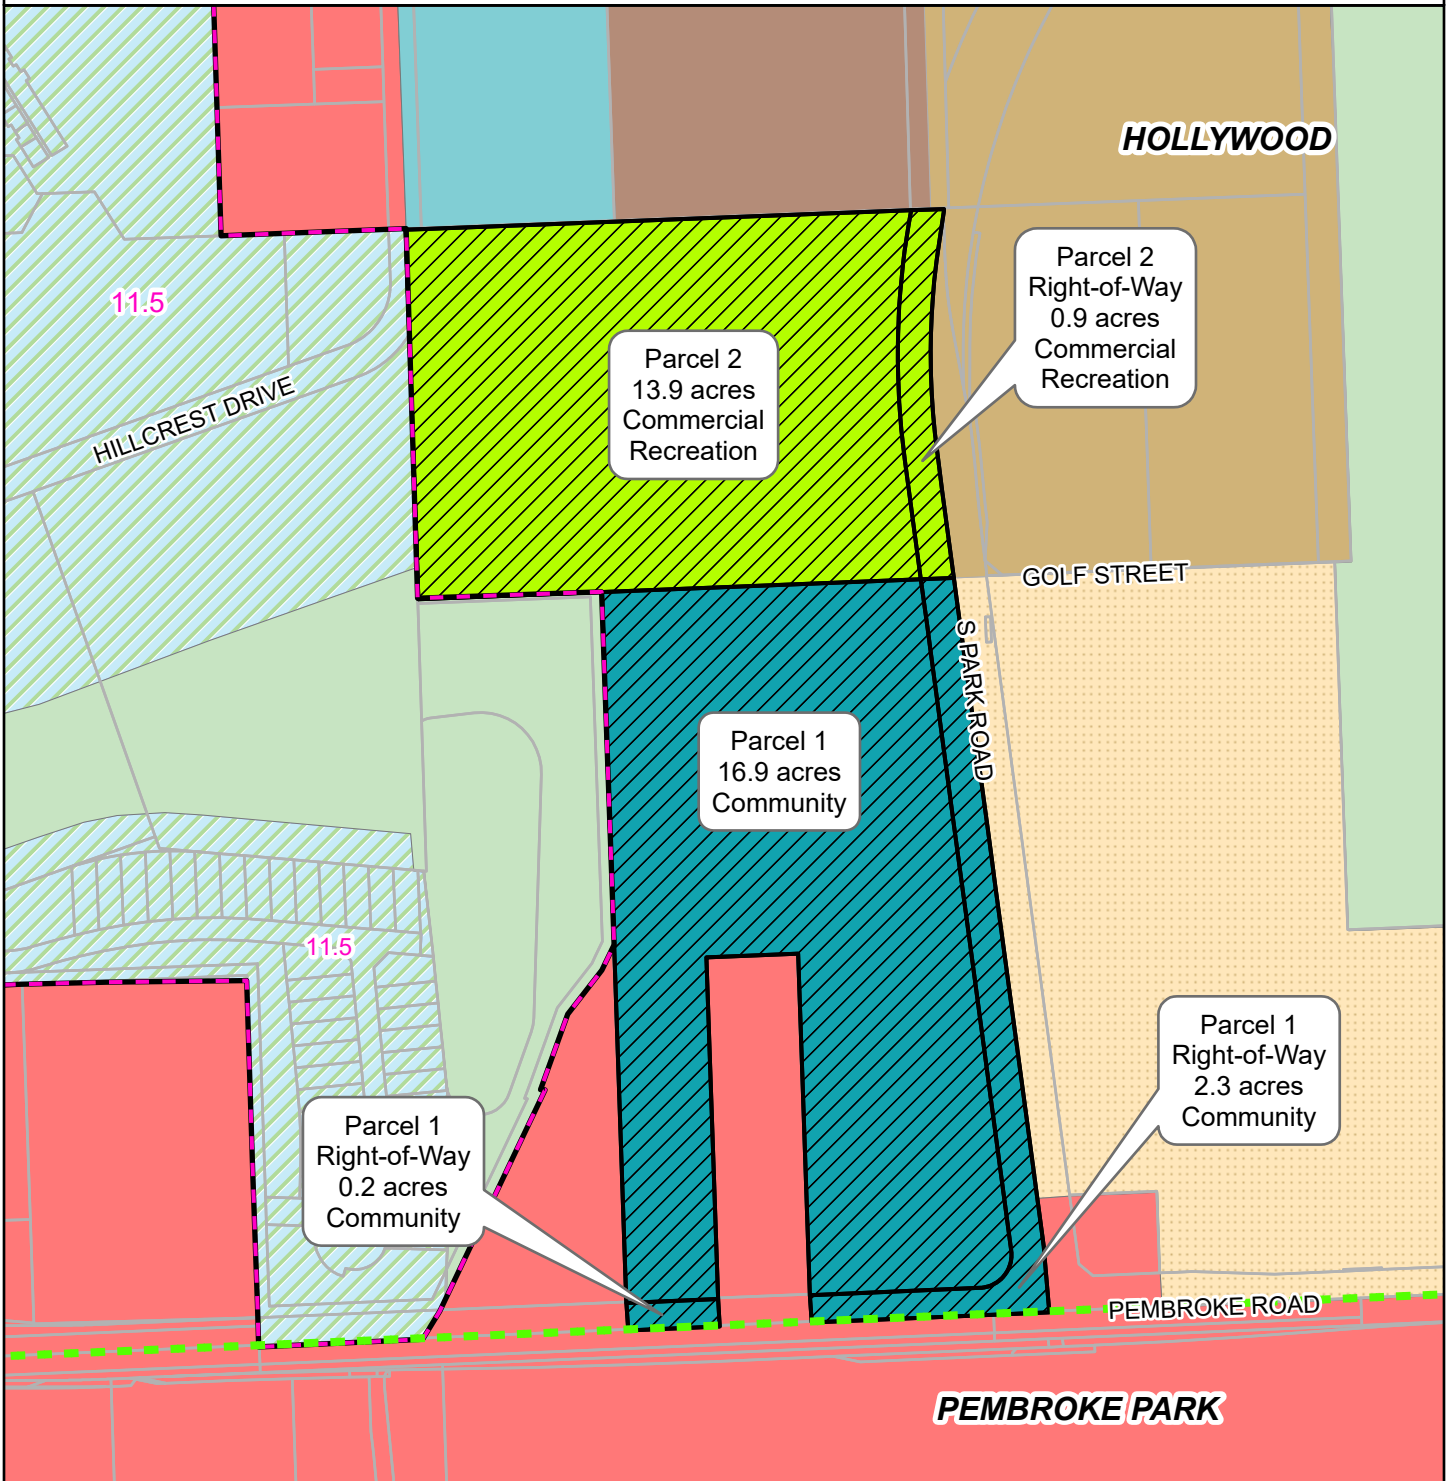 HOLLYWOOD
Parcel 2
Right-of-Way
0.9 acres
Commercial
Recreation
11.5
Parcel 2
13.9 acres
Commercial
Recreation
HILLCREST DRIVE
GOLF STREET
S PARK ROAD
Parcel 1
16.9 acres
Community
11.5
Parcel 1
Right-of-Way
2.3 acres
Community
Parcel 1
Right-of-Way
0.2 acres
Community
PEMBROKE ROAD
PEMBROKE PARK